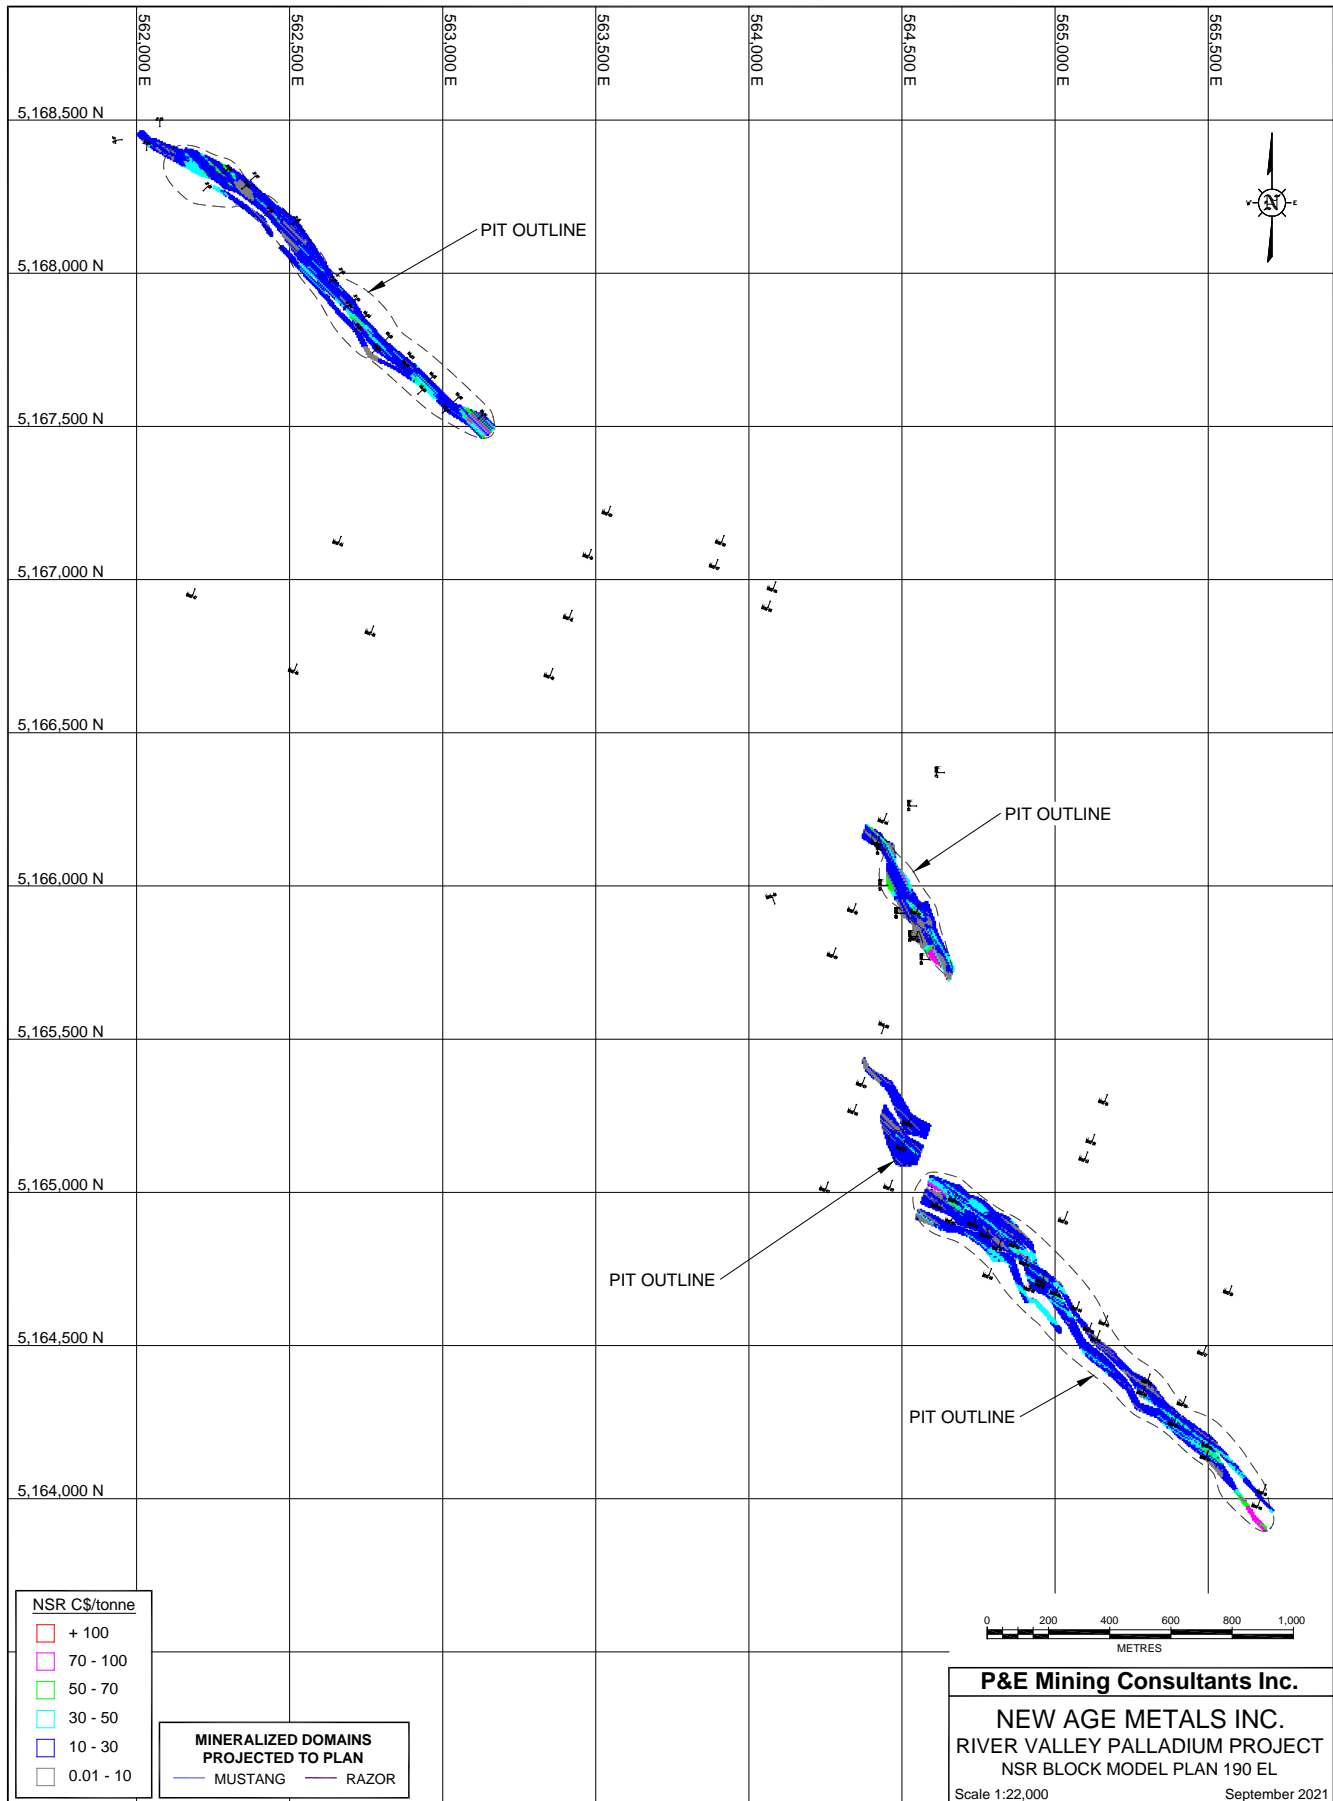 562,000 E
562,500 E
563,000 E
563,500 E
564,000 E
564,500 E
565,000 E
565,500 E
5,168,500 N
W N E
PIT OUTLINE
5,168,000 N
5,167,500 N
5,167,000 N
5,166,500 N
PIT OUTLINE
5,166,000 N
5,165,500 N
5,165,000 N
PIT OUTLINE
5,164,500 N
PIT OUTLINE
5,164,000 N
NSR C$/tonne
+ 100
70 - 100
50 - 70
30 - 50
10 - 30
0.01 - 10
MINERALIZED DOMAINS
PROJECTED TO PLAN
MUSTANG RAZOR
0 200 400 600 800 1,000
METRES
P&E Mining Consultants Inc.
NEW AGE METALS INC.
RIVER VALLEY PALLADIUM PROJECT
NSR BLOCK MODEL PLAN 190 EL
Scale 1:22,000 September 2021